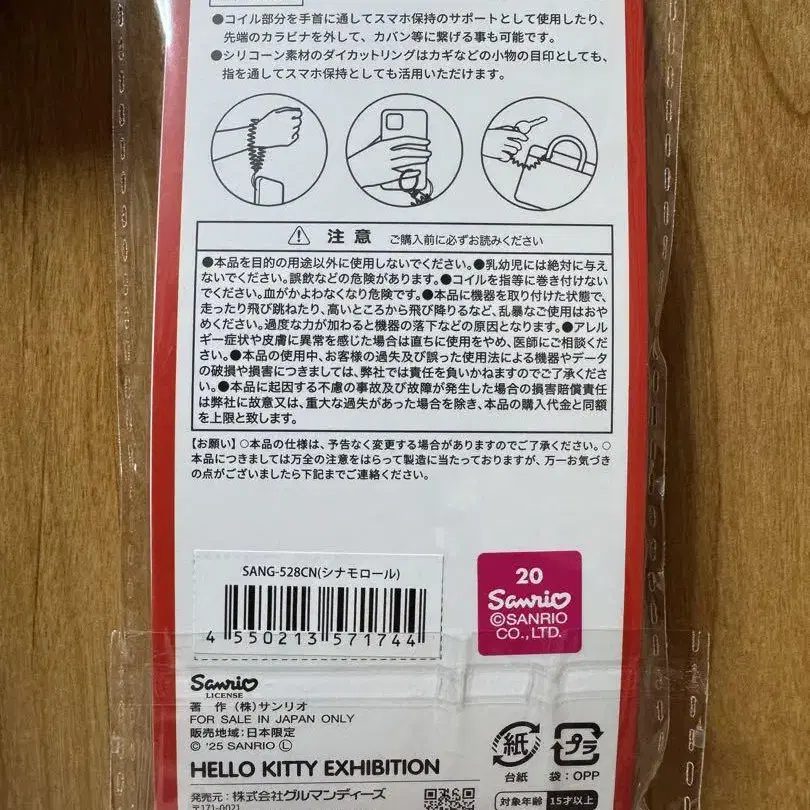 ●コイル部分を手首に通してスマホ保持のサポートとして使用したり、
先端のカラビナを外して、カバン等に繋げる事も可能です。
●シリコーン素材のダイカットリングはカギなどの小物の目印としても、
指を通してスマホ保持としても活用いただけます。
注 意 ご購入前に必ずお読みください
●本品を目的の用途以外に使用しないでください。●乳幼児には絶対に与え
ないでください。誤飲などの危険があります。●コイルを指等に巻き付けない
でください。血がかよわなくなり危険です。●本品に機器を取り付けた状態で、
走ったり飛び跳ねたり、高いところから飛び降りるなど、乱暴なご使用はおや
めください。過度な力が加わると機器の落下などの原因となります。●アレル
ギー症状や皮膚に異常を感じた場合は直ちに使用をやめ、医師にご相談くださ
い。●本品の使用中、お客様の過失及び誤った使用法による機器やデータ
の破損や損害につきましては、弊社では責任を負いかねますのでご了承くだ
さい。●本品に起因する不慮の事故及び故障が発生した場合の損害賠償責任
は弊社に故意又は、重大な過失があった場合を除き、本品の購入代金と同額
を上限と致します。
【お願い】○本品の仕様は、予告なく変更する場合がありますのでご了承ください。○
本品につきましては万全の注意をはらって製造に当たっておりますが、万一お気づき
の点がございましたら下記までご連絡ください。
SANG-528CN(シナモロール)
4 550213 571744
20
Sanrio
©SANRIO
CO., LTD.
Sanrio
LICENSE
著 作 (株)サンリオ
FOR SALE IN JAPAN ONLY
販売地域:日本限定
© '25 SANRIO Ⓛ
紙
台紙
プラ
袋:OPP
HELLO KITTY EXHIBITION
発売元:株式会社グルマンディーズ
〒171-0021
対象年齢 15才以上